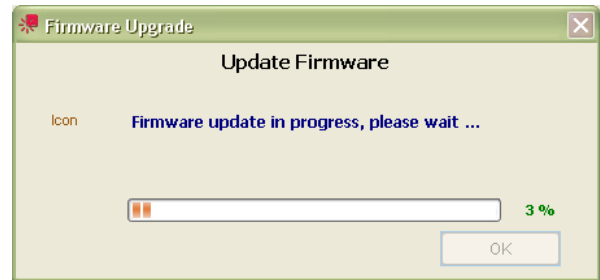 Firmware Upgrade
Update Firmware
Icon
Firmware update in progress, please wait ...
3 %
OK